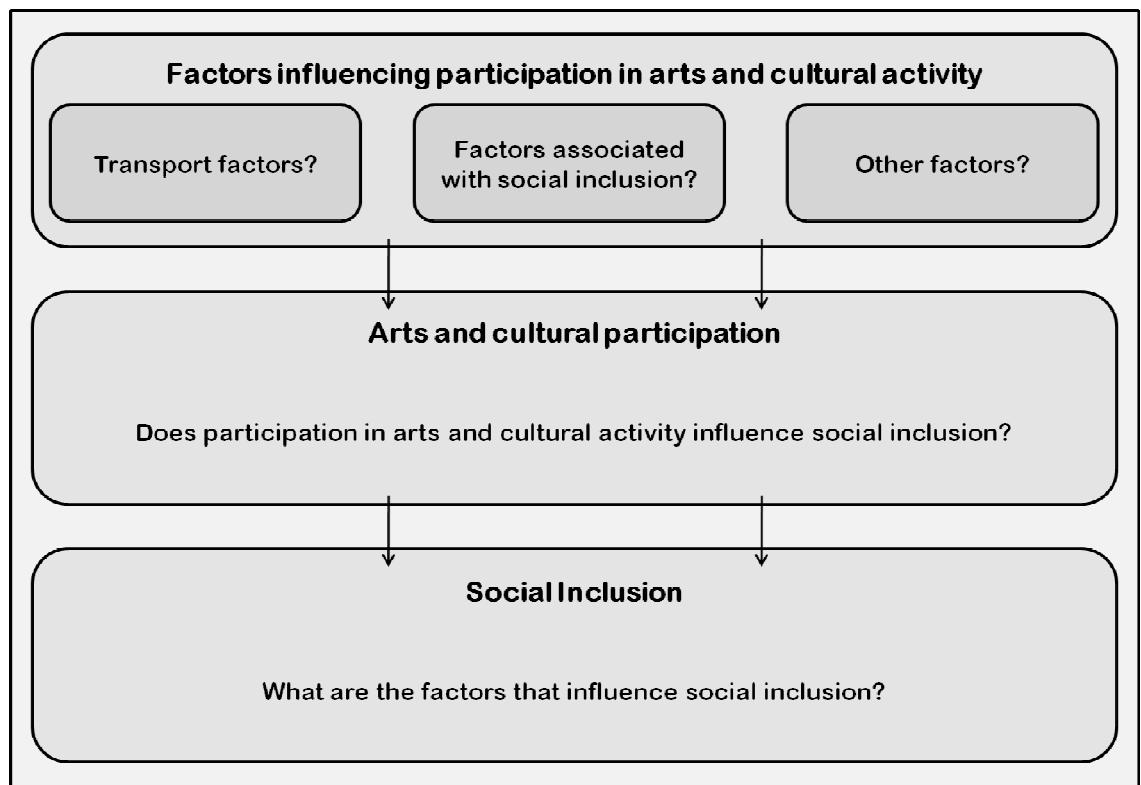 Factors influencing participation in arts and cultural activity
Transport factors?
Factors associated
with social inclusion?
Other factors?
Arts and cultural participation
Does participation in arts and cultural activity influence social inclusion?
Social Inclusion
What are the factors that influence social inclusion?